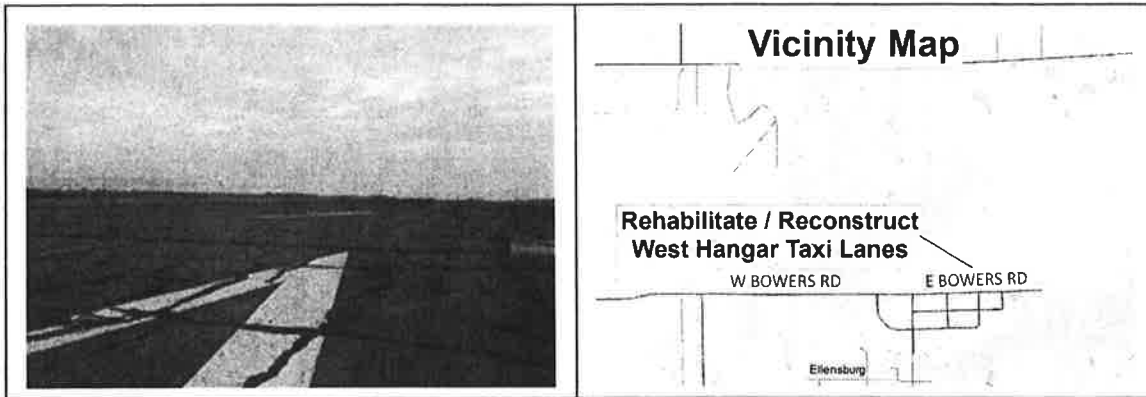 Vicinity Map
Rehabilitate / Reconstruct
West Hangar Taxi Lanes
W BOWERS RD
E BOWERS RD
Ellensburg